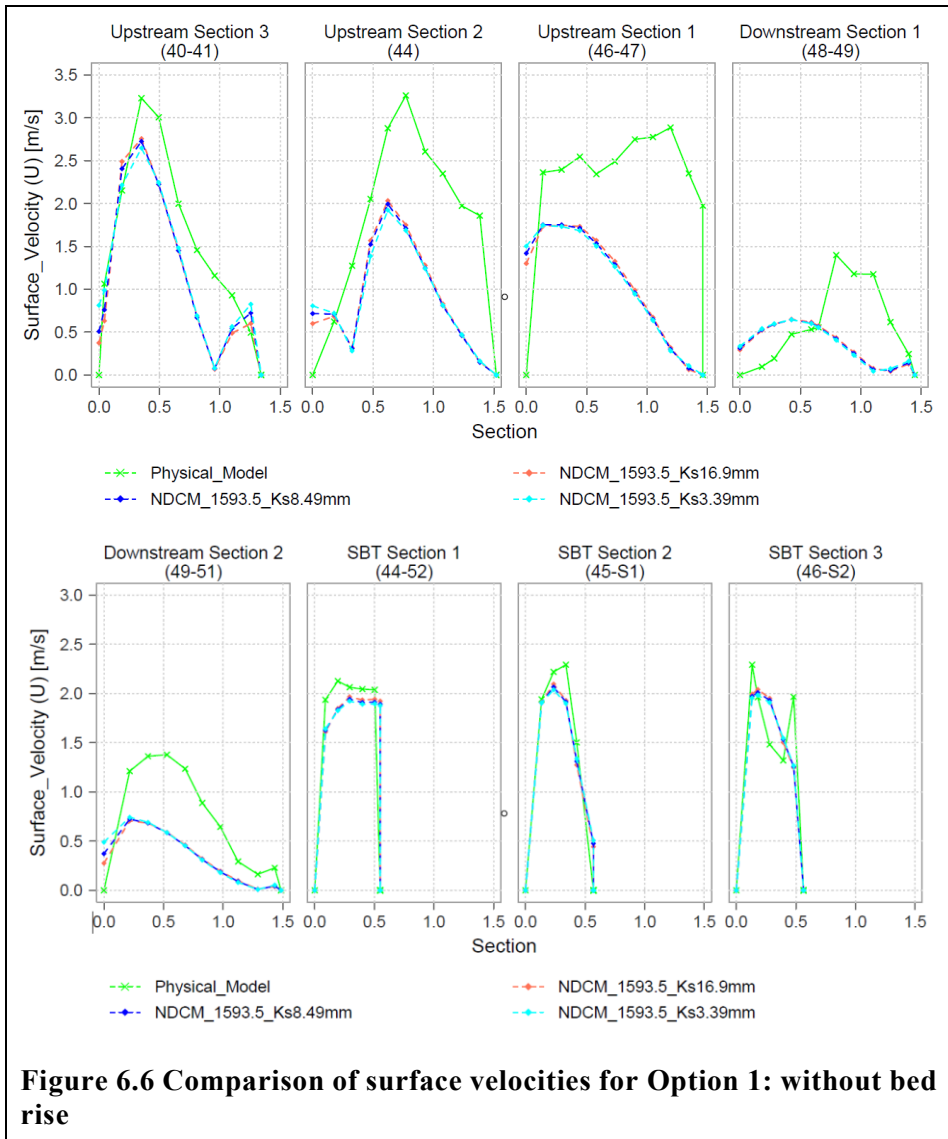 Upstream Section 3
(40-41)
Upstream Section 2
(44)
Upstream Section 1
(46-47)
Downstream Section 1
(48-49)
Surface_Velocity (U) [m/s]
3.5
3.0
2.5
2.0
1.5
1.0
0.5
0.0
0.0 0.5 1.0 1.5
0.0 0.5 1.0 1.5
0.0 0.5 1.0 1.5
0.0 0.5 1.0 1.5
Section
Physical_Model
NDCM_1593.5_Ks16.9mm
NDCM_1593.5_Ks8.49mm
NDCM_1593.5_Ks3.39mm
Downstream Section 2
(49-51)
SBT Section 1
(44-52)
SBT Section 2
(45-S1)
SBT Section 3
(46-S2)
Surface_Velocity (U) [m/s]
3.0
2.5
2.0
1.5
1.0
0.5
0.0
0.0 0.5 1.0 1.5
0.0 0.5 1.0 1.5
0.0 0.5 1.0 1.5
0.0 0.5 1.0 1.5
Section
Physical_Model
NDCM_1593.5_Ks16.9mm
NDCM_1593.5_Ks8.49mm
NDCM_1593.5_Ks3.39mm
Figure 6.6 Comparison of surface velocities for Option 1: without bed
rise